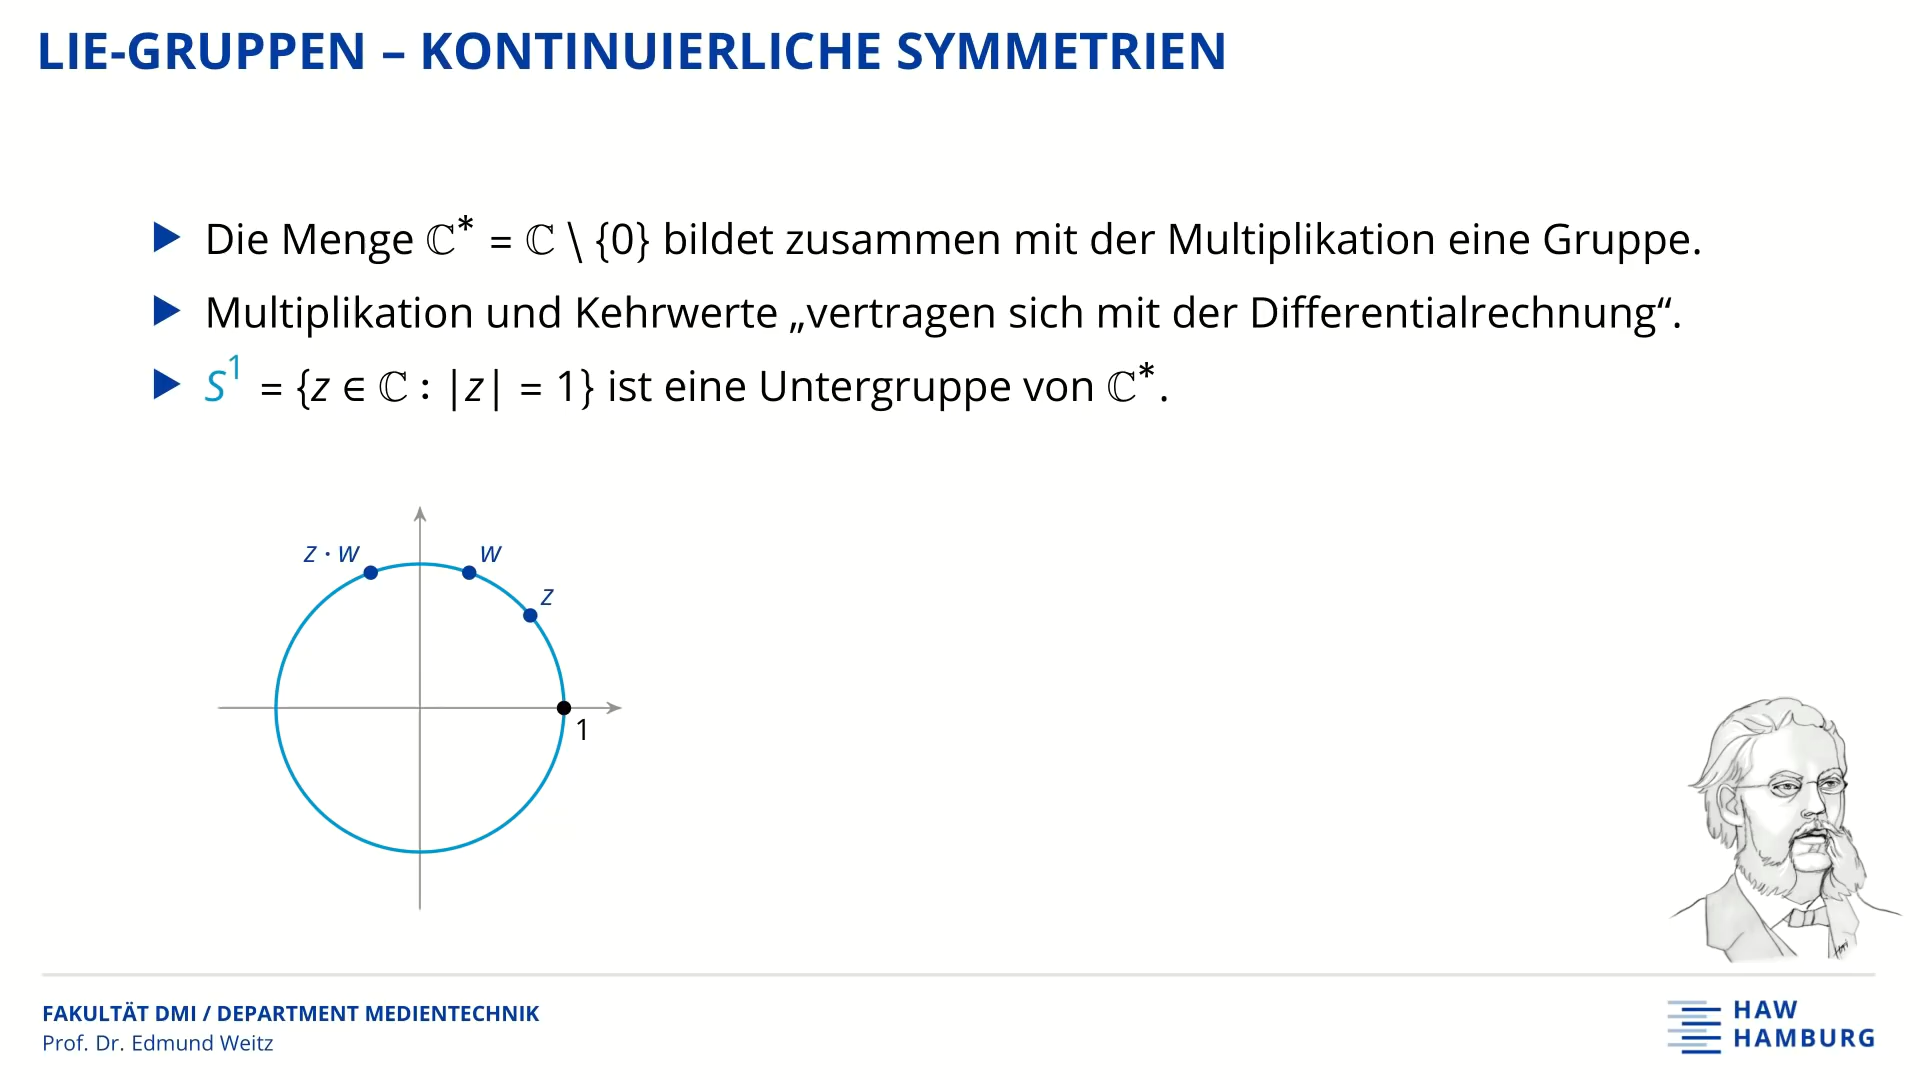 LIE-GRUPPEN – KONTINUIERLICHE SYMMETRIEN
Die Menge ℂ* = ℂ \ {0} bildet zusammen mit der Multiplikation eine Gruppe.
Multiplikation und Kehrwerte „vertragen sich mit der Differentialrechnung“.
S¹ = {z ∈ ℂ : |z| = 1} ist eine Untergruppe von ℂ*.
z · w
w
z
1
FAKULTÄT DMI / DEPARTMENT MEDIENTECHNIK
Prof. Dr. Edmund Weitz
HAW
HAMBURG